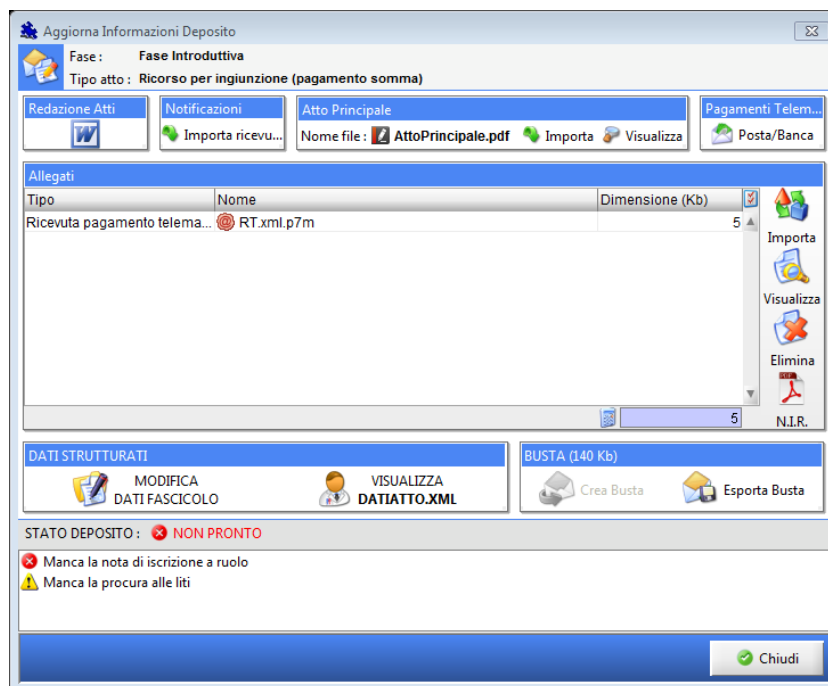 Aggiorna Informazioni Deposito
Fase : Fase Introduttiva
Tipo atto : Ricorso per ingiunzione (pagamento somma)
Redazione Atti
Notificazioni
Importa ricevu...
Atto Principale
Nome file : AttoPrincipale.pdf Importa Visualizza
Pagamenti Telem...
Posta/Banca
Allegati
Tipo Nome Dimensione (Kb)
Ricevuta pagamento telema... RT.xml.p7m 5
Importa
Visualizza
Elimina
N.I.R.
5
DATI STRUTTURATI
MODIFICA
DATI FASCICOLO
VISUALIZZA
DATIATTO.XML
BUSTA (140 Kb)
Crea Busta Esporta Busta
STATO DEPOSITO : NON PRONTO
Manca la nota di iscrizione a ruolo
Manca la procura alle liti
Chiudi